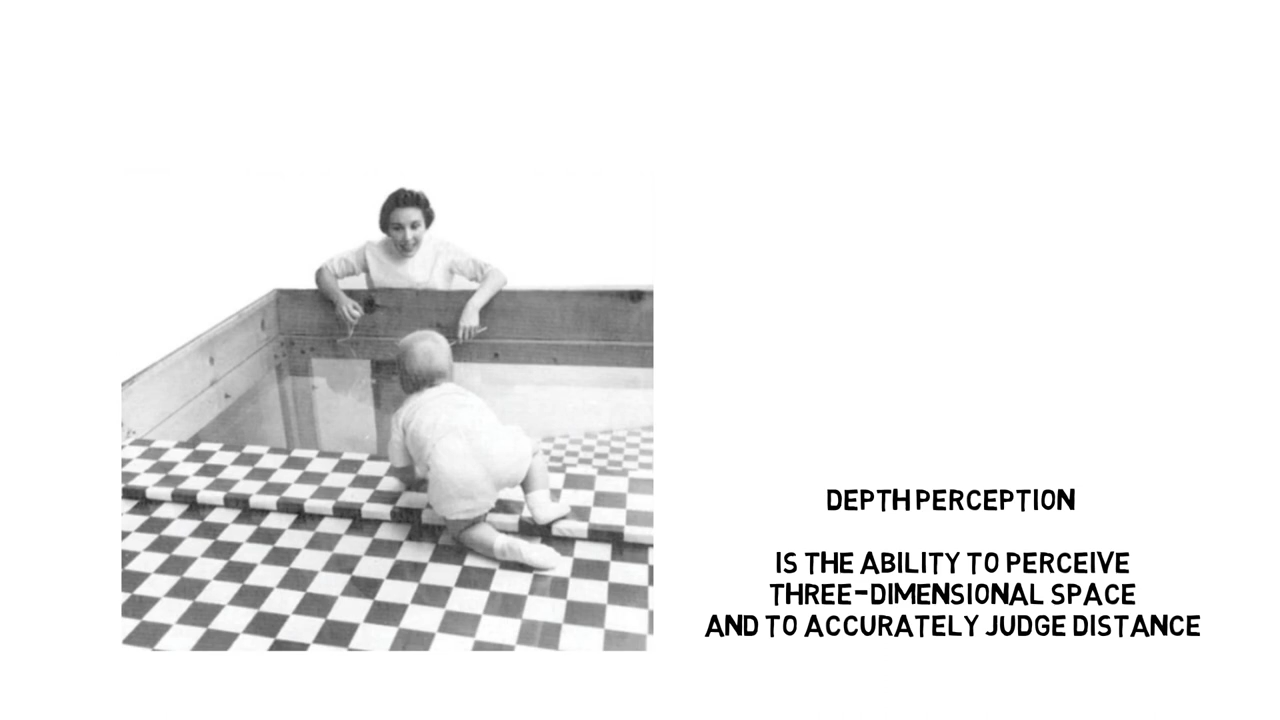 DEPTH PERCEPTION
IS THE ABILITY TO PERCEIVE
THREE-DIMENSIONAL SPACE
AND TO ACCURATELY JUDGE DISTANCE